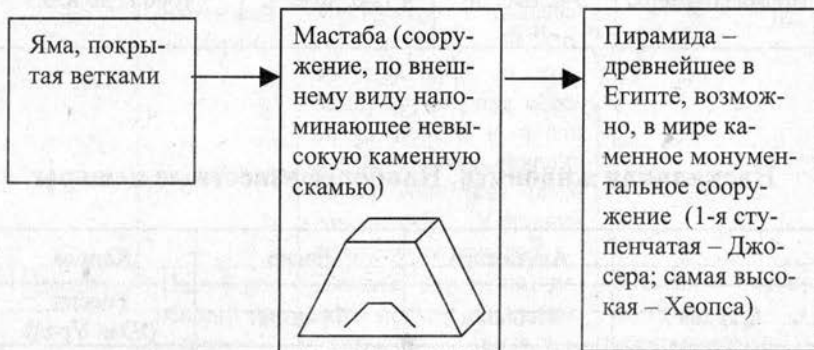 Яма, покры-
тая ветками
Мастаба (соору-
жение, по внеш-
нему виду напо-
минающее невы-
сокую каменную
скамью)
Пирамида –
древнейшее в
Египте, возмож-
но, в мире ка-
менное монумен-
тальное соору-
жение (1-я сту-
пенчатая – Джо-
сера; самая высо-
кая – Хеопса)